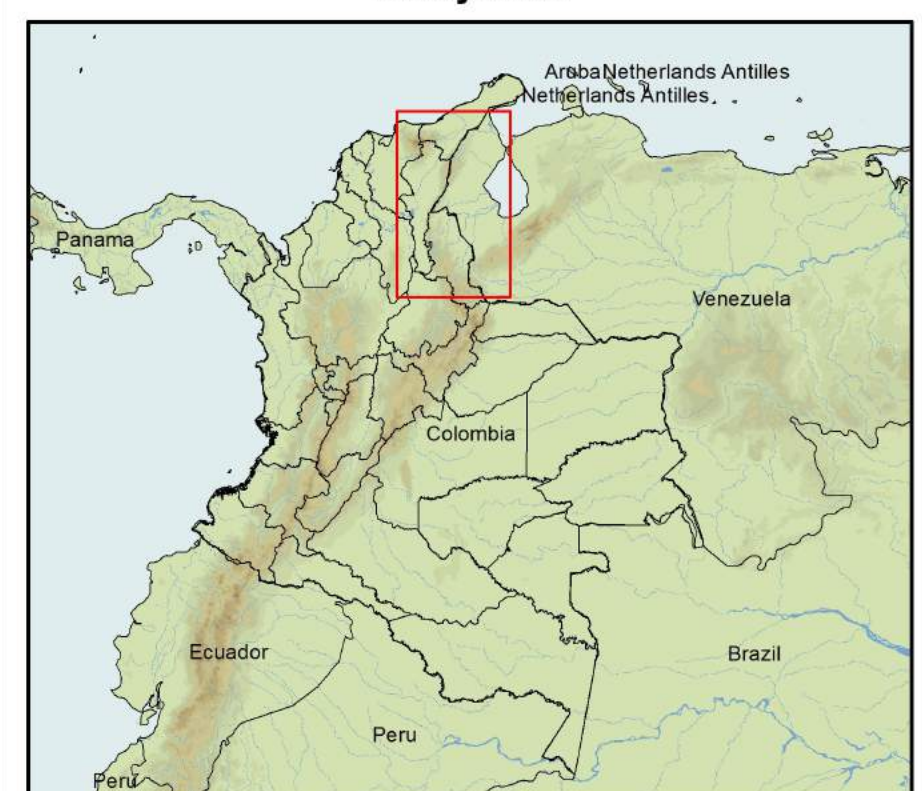 Aruba Netherlands Antilles
Netherlands Antilles
Panama
Venezuela
Colombia
Ecuador
Brazil
Peru
Peru